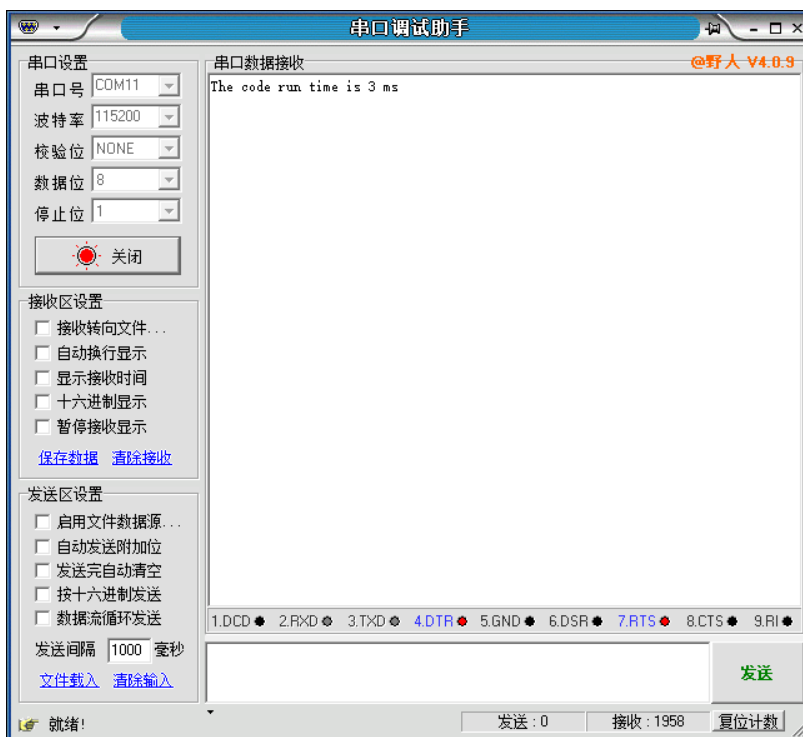 串口调试助手
串口设置
串口号 COM11
波特率 115200
校验位 NONE
数据位 8
停止位 1
关闭
接收区设置
接收转向文件...
自动换行显示
显示接收时间
十六进制显示
暂停接收显示
保存数据 清除接收
发送区设置
启用文件数据源...
自动发送附加位
发送完自动清空
按十六进制发送
数据流循环发送
发送间隔 1000 毫秒
文件载入 清除输入
串口数据接收 @野人 V4.0.9
The code run time is 3 ms
1.DCD 2.RXD 3.TXD 4.DTR 5.GND 6.DSR 7.RTS 8.CTS 9.RI
发送
就绪! 发送:0 接收:1958 复位计数